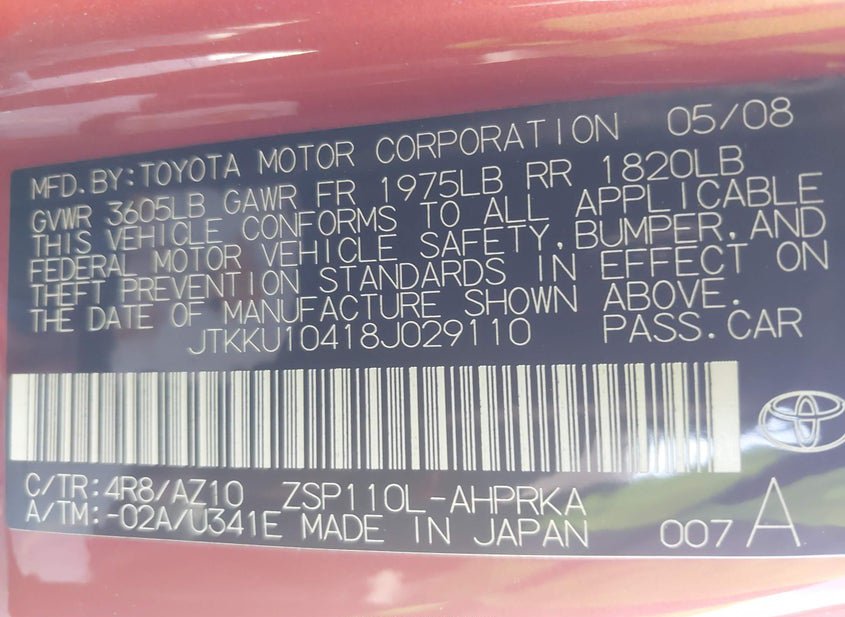 MFD. BY: TOYOTA MOTOR CORPORATION 05/08
GVWR 3605LB GAWR FR 1975LB RR 1820LB
THIS VEHICLE CONFORMS TO ALL APPLICABLE
FEDERAL MOTOR VEHICLE SAFETY, BUMPER, AND
THEFT PREVENTION STANDARDS IN EFFECT ON
THE DATE OF MANUFACTURE SHOWN ABOVE.
JTKKU10418J029110 PASS. CAR
C/TR: 4R8/AZ10 ZSP110L-AHPRKA
A/TM: -02A/U341E MADE IN JAPAN 007 A